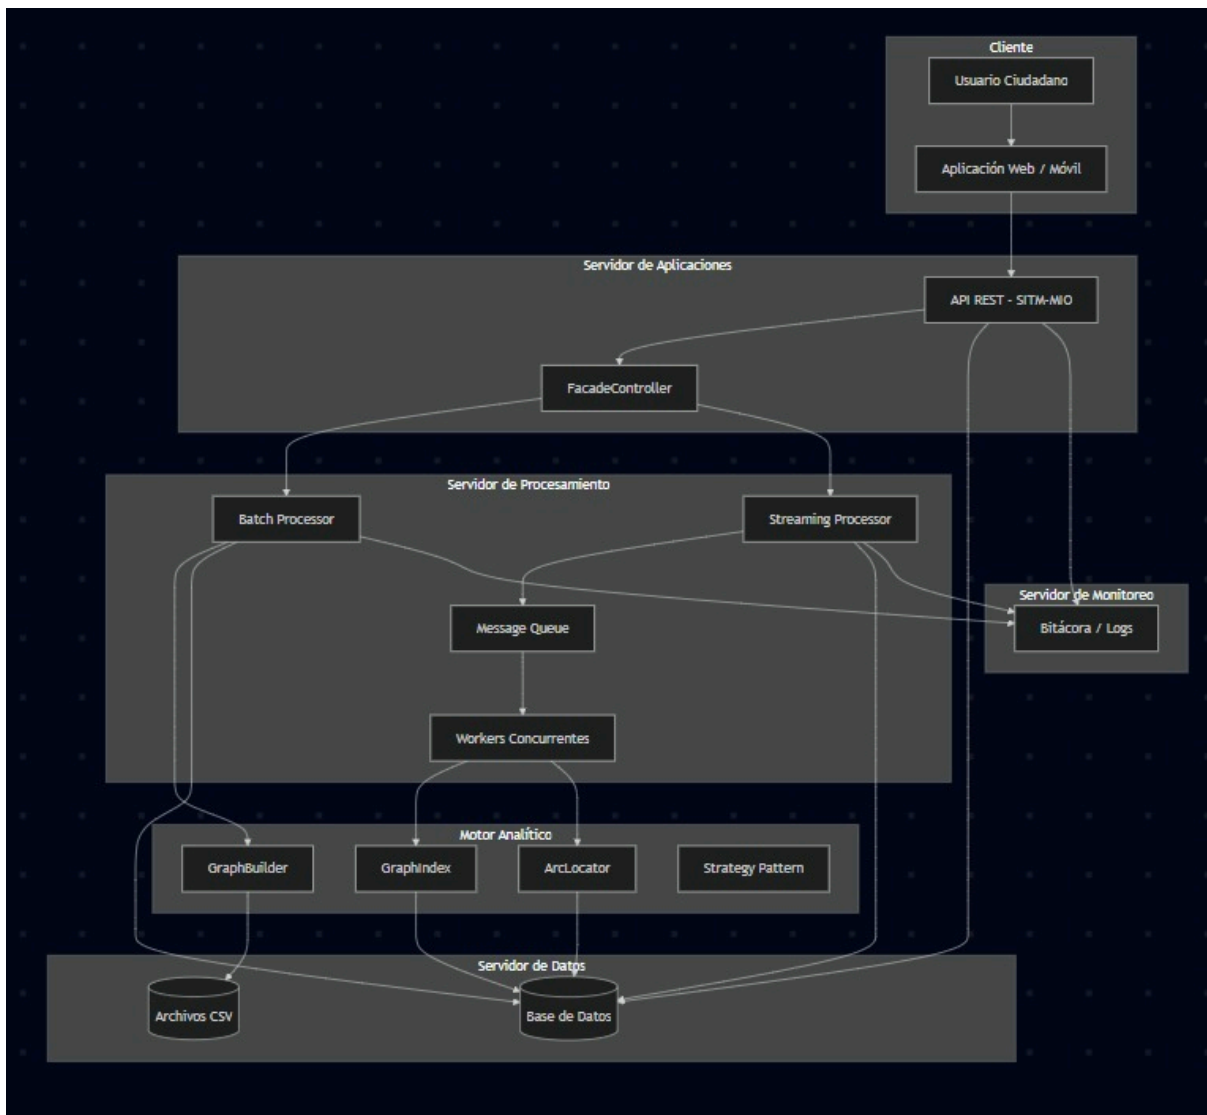 Cliente
Usuario Ciudadano
Aplicación Web / Móvil
Servidor de Aplicaciones
API REST - SITM-MIO
FacadeController
Servidor de Procesamiento
Batch Processor
Streaming Processor
Message Queue
Workers Concurrentes
Servidor de Monitoreo
Bitácora / Logs
Motor Analítico
GraphBuilder
GraphIndex
ArcLocator
Strategy Pattern
Servidor de Datos
Archivos CSV
Base de Datos